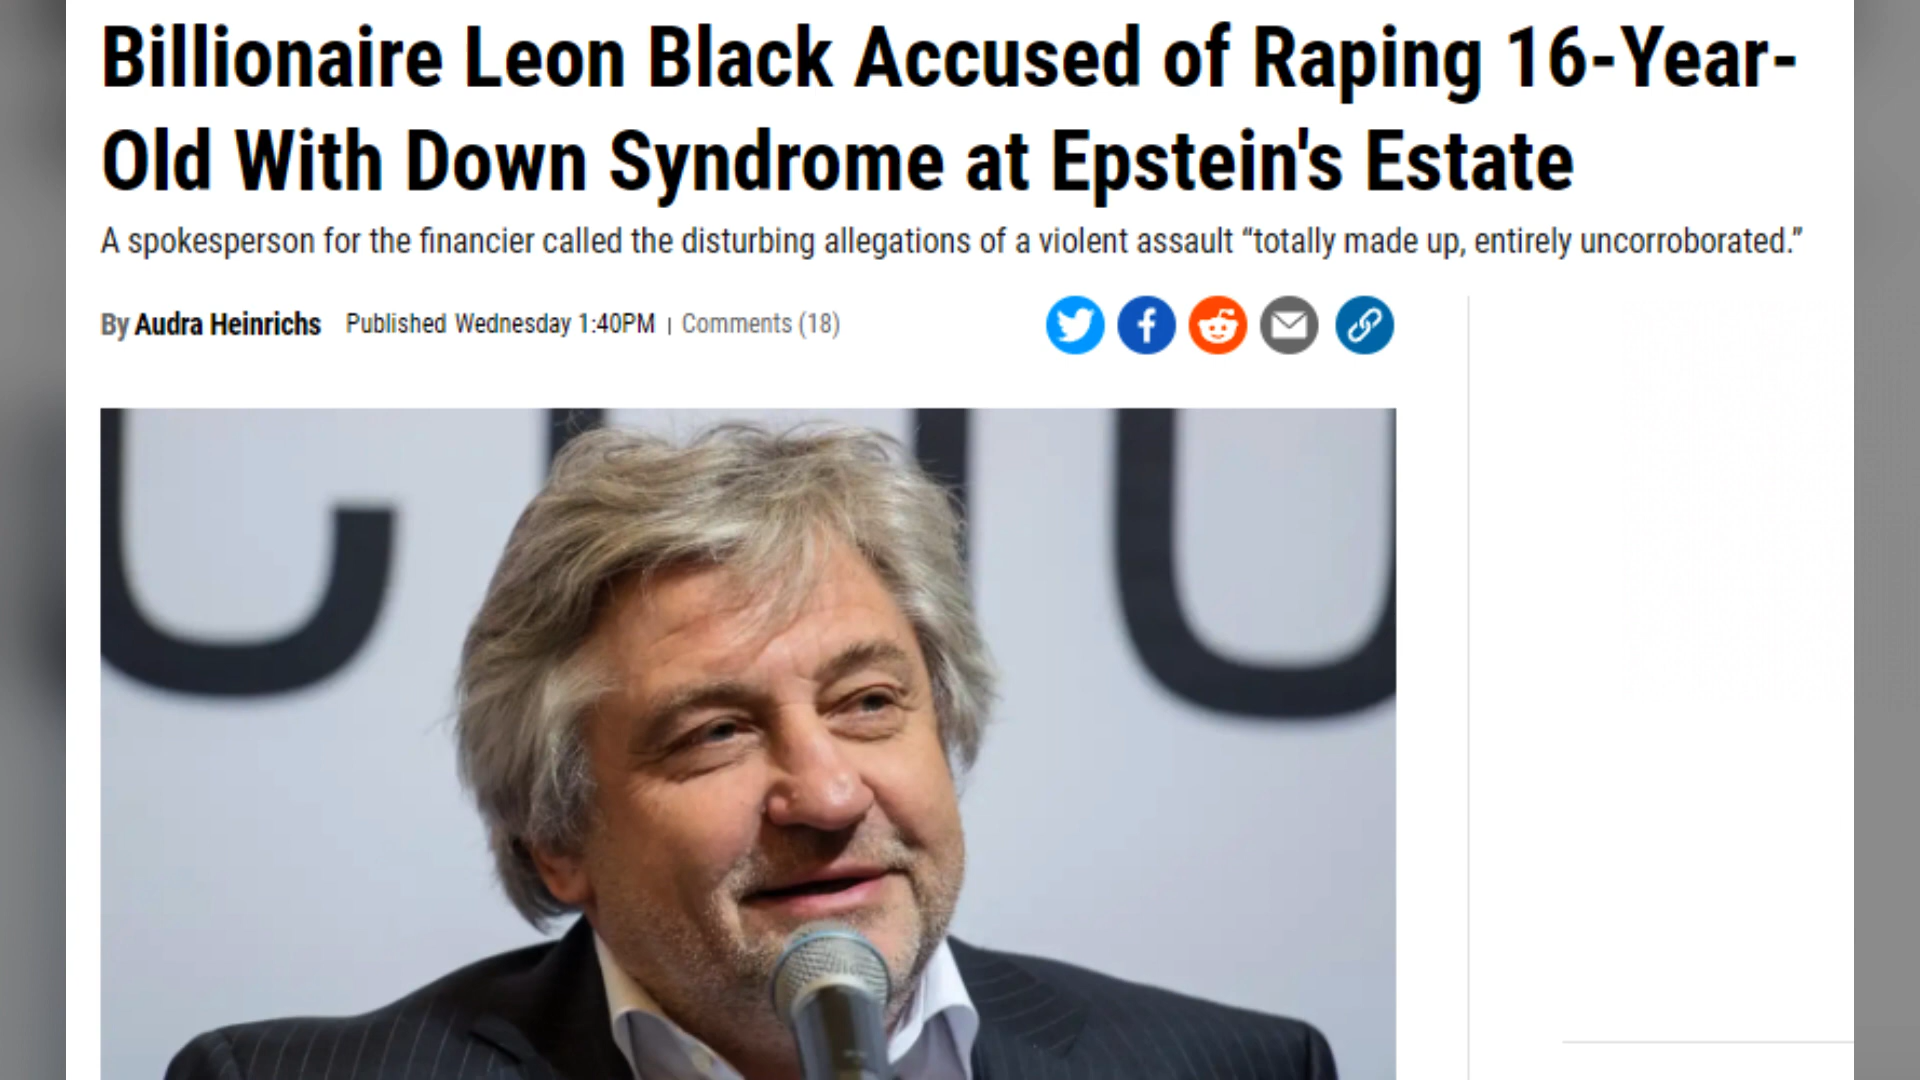 Billionaire Leon Black Accused of Raping 16-Year-
Old With Down Syndrome at Epstein's Estate
A spokesperson for the financier called the disturbing allegations of a violent assault “totally made up, entirely uncorroborated.”
By Audra Heinrichs Published Wednesday 1:40PM | Comments (18)